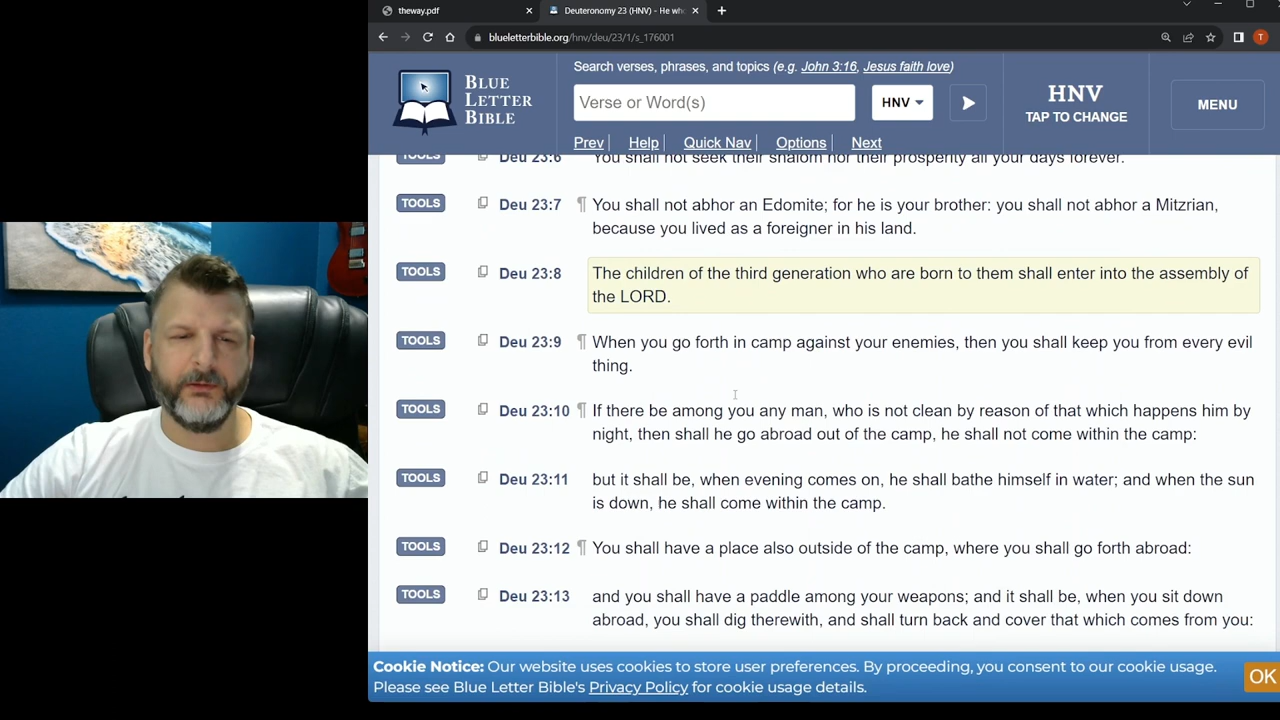 theway.pdf
Deuteronomy 23 (HNV) - He who
blueletterbible.org/hnv/deu/23/1/s_176001
T
BLUE
LETTER
BIBLE
Search verses, phrases, and topics (e.g. John 3:16, Jesus faith love)
Verse or Word(s)
HNV
Prev Help Quick Nav Options Next
HNV
TAP TO CHANGE
MENU
TOOLS Deu 23:6 You shall not seek their shalom nor their prosperity all your days forever.
TOOLS Deu 23:7 ¶ You shall not abhor an Edomite; for he is your brother: you shall not abhor a Mitzrian,
because you lived as a foreigner in his land.
TOOLS Deu 23:8 The children of the third generation who are born to them shall enter into the assembly of
the LORD.
TOOLS Deu 23:9 ¶ When you go forth in camp against your enemies, then you shall keep you from every evil
thing.
TOOLS Deu 23:10 ¶ If there be among you any man, who is not clean by reason of that which happens him by
night, then shall he go abroad out of the camp, he shall not come within the camp:
TOOLS Deu 23:11 but it shall be, when evening comes on, he shall bathe himself in water; and when the sun
is down, he shall come within the camp.
TOOLS Deu 23:12 ¶ You shall have a place also outside of the camp, where you shall go forth abroad:
TOOLS Deu 23:13 and you shall have a paddle among your weapons; and it shall be, when you sit down
abroad, you shall dig therewith, and shall turn back and cover that which comes from you:
Cookie Notice: Our website uses cookies to store user preferences. By proceeding, you consent to our cookie usage.
Please see Blue Letter Bible's Privacy Policy for cookie usage details.
OK